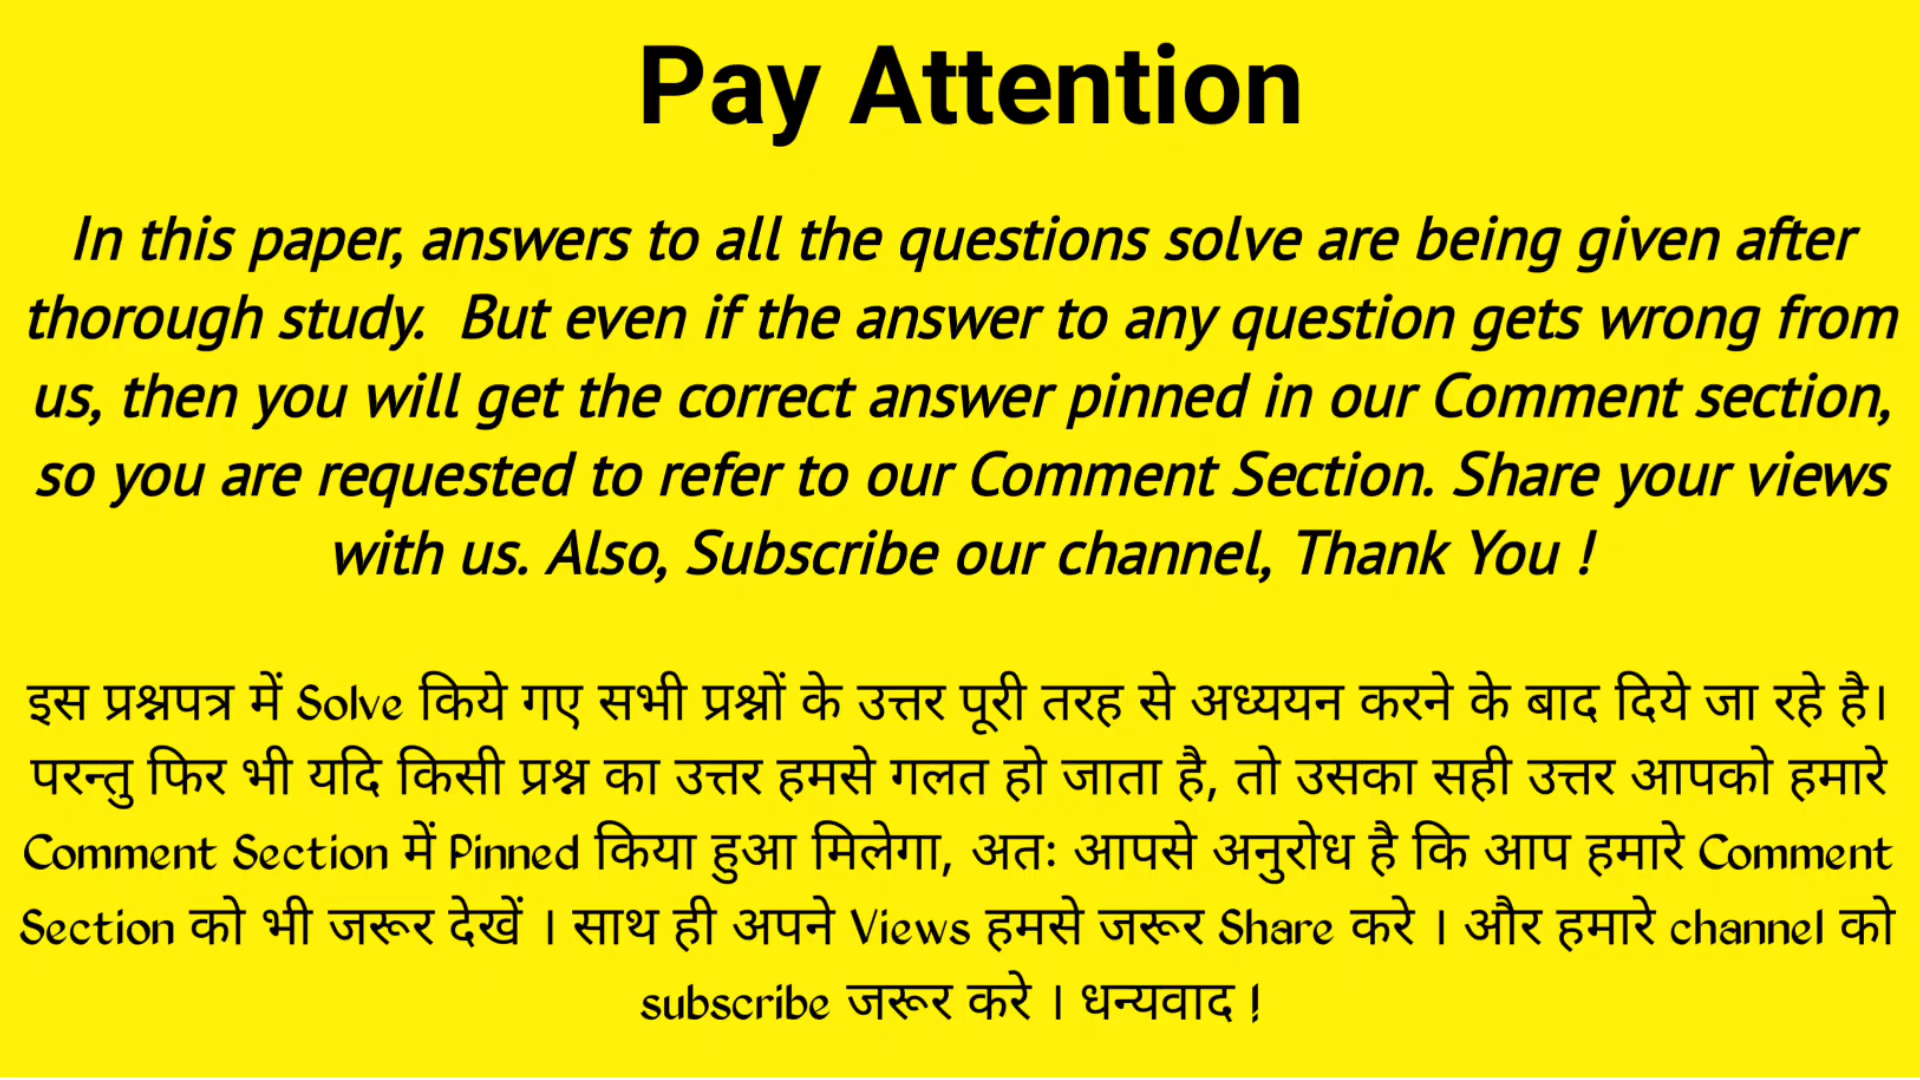 Pay Attention
In this paper, answers to all the questions solve are being given after
thorough study.  But even if the answer to any question gets wrong from
us, then you will get the correct answer pinned in our Comment section,
so you are requested to refer to our Comment Section. Share your views
with us. Also, Subscribe our channel, Thank You !
इस प्रश्नपत्र में Solve किये गए सभी प्रश्नों के उत्तर पूरी तरह से अध्ययन करने के बाद दिये जा रहे है।
परन्तु फिर भी यदि किसी प्रश्न का उत्तर हमसे गलत हो जाता है, तो उसका सही उत्तर आपको हमारे
Comment Section में Pinned किया हुआ मिलेगा, अतः आपसे अनुरोध है कि आप हमारे Comment
Section को भी जरूर देखें । साथ ही अपने Views हमसे जरूर Share करे । और हमारे channel को
subscribe जरूर करे । धन्यवाद !